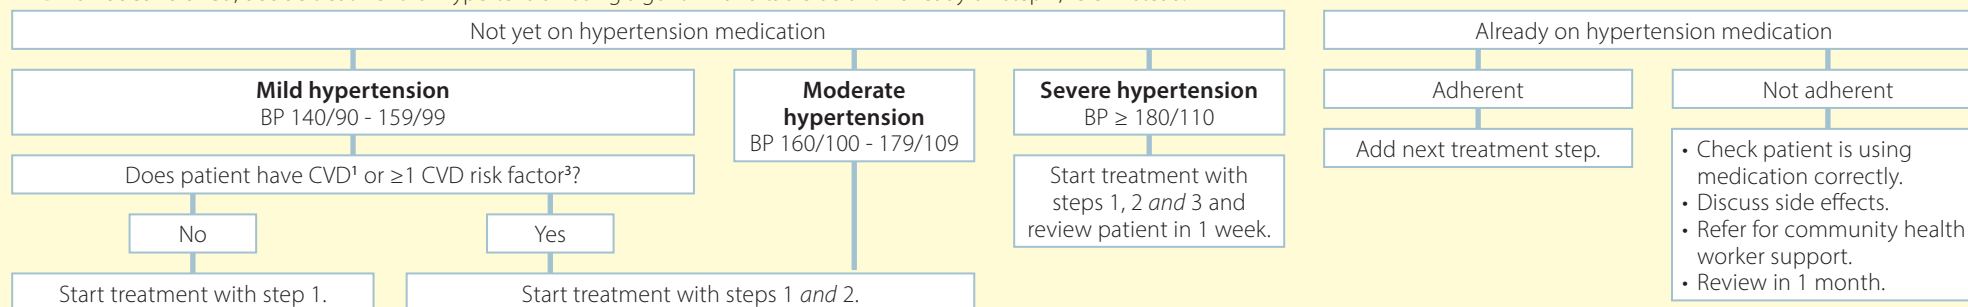 Not yet on hypertension medication
Mild hypertension
BP 140/90 - 159/99
Does patient have CVD¹ or ≥1 CVD risk factor³?
No
Yes
Start treatment with step 1.
Start treatment with steps 1 and 2.
Moderate
hypertension
BP 160/100 - 179/109
Severe hypertension
BP ≥ 180/110
Start treatment with
steps 1, 2 and 3 and
review patient in 1 week.
Already on hypertension medication
Adherent
Add next treatment step.
Not adherent
• Check patient is using
medication correctly.
• Discuss side effects.
• Refer for community health
worker support.
• Review in 1 month.